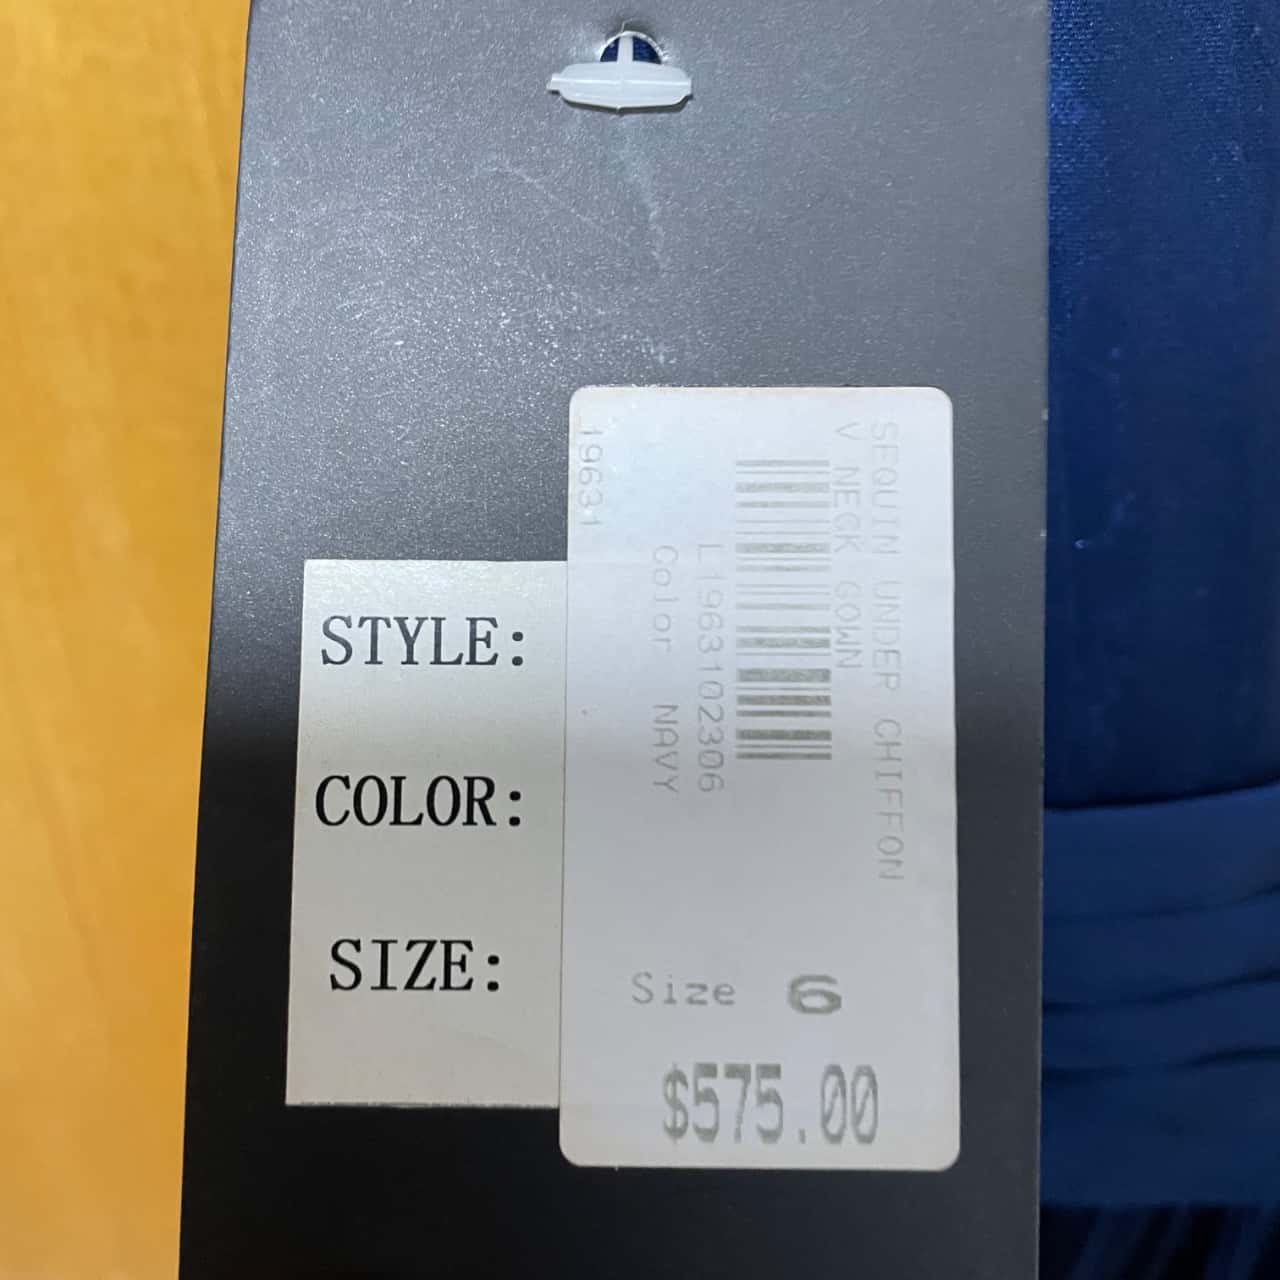 STYLE:
COLOR:
SIZE:
SEQUIN UNDER CHIFFON
V NECK GOWN
L1963102306
Color NAVY
19631
Size 6
$575.00